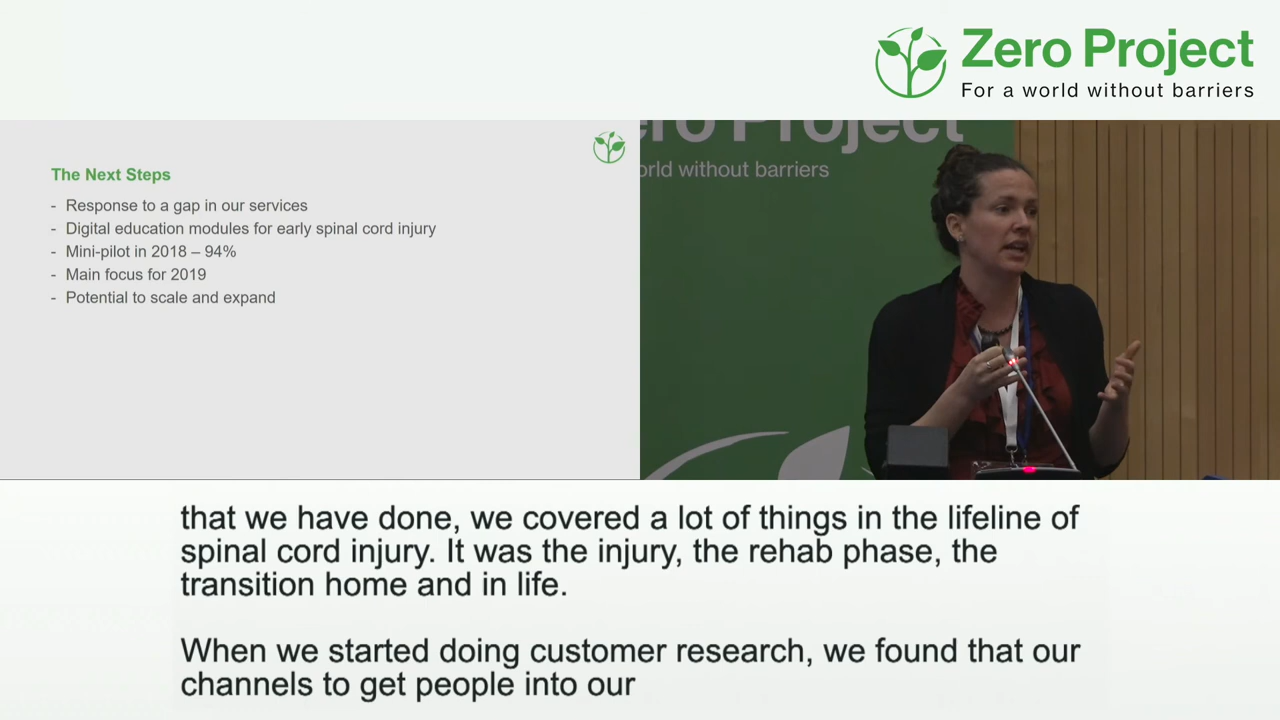 Zero Project
For a world without barriers
The Next Steps
- Response to a gap in our services
- Digital education modules for early spinal cord injury
- Mini-pilot in 2018 – 94%
- Main focus for 2019
- Potential to scale and expand
ero Project
orld without barriers
that we have done, we covered a lot of things in the lifeline of
spinal cord injury. It was the injury, the rehab phase, the
transition home and in life.
When we started doing customer research, we found that our
channels to get people into our